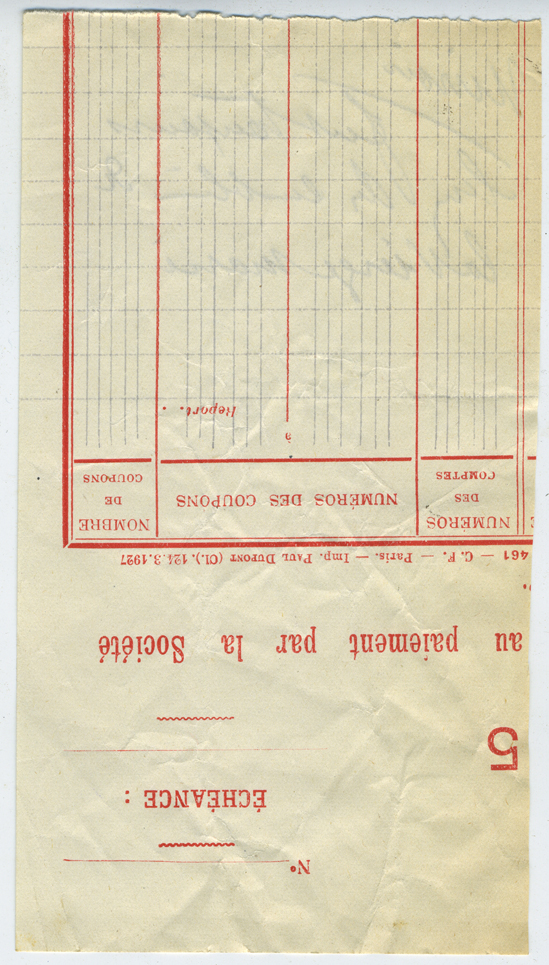 N°
ÉCHÉANCE :
5
au paiement par la Société
461 — C. F. — Paris. — Imp. PAUL DUPONT (Cl.). 124.3.1927
NUMÉROS DES COMPTES
NUMÉROS DES COUPONS
NOMBRE DE COUPONS
à
Report. .